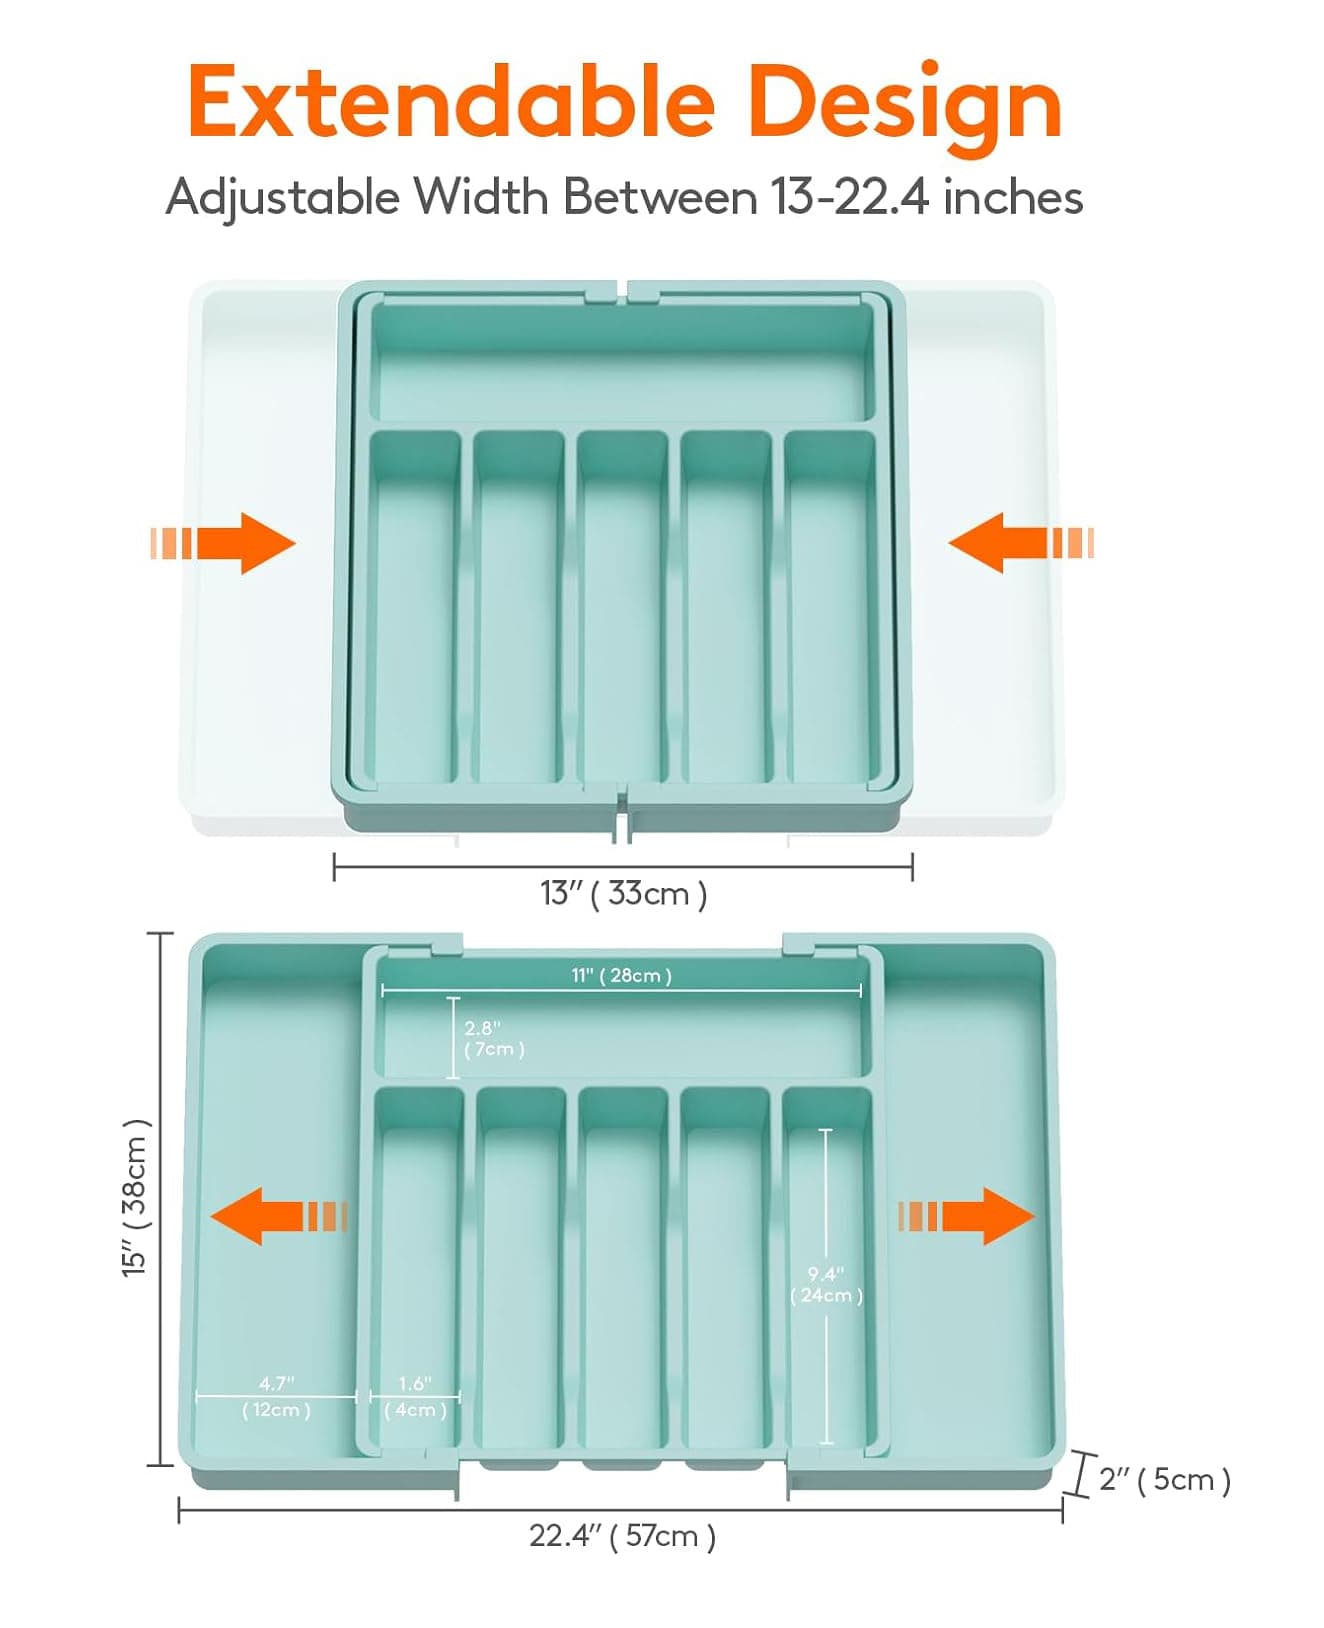 Extendable Design
Adjustable Width Between 13-22.4 inches
13″ ( 33cm )
11" ( 28cm )
2.8"
( 7cm )
15″ ( 38cm )
9.4"
( 24cm )
4.7"
( 12cm )
1.6"
( 4cm )
2″ ( 5cm )
22.4″ ( 57cm )